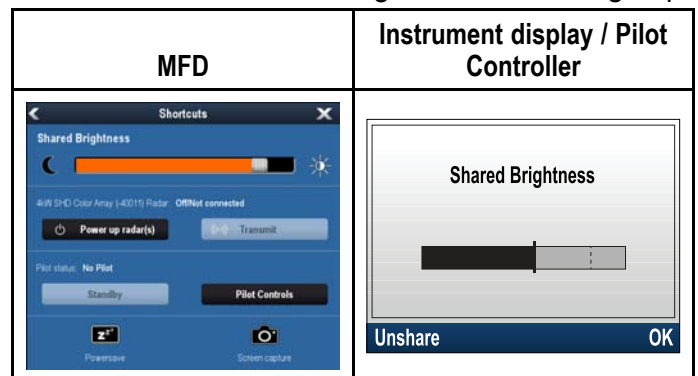 MFD
Instrument display / Pilot
Controller
Shortcuts
Shared Brightness
4kW SHD Color Array (-40011) Radar: Off/Not connected
Power up radar(s)
Transmit
Pilot status: No Pilot
Standby
Pilot Controls
Powersave
Screen capture
Shared Brightness
Unshare
OK